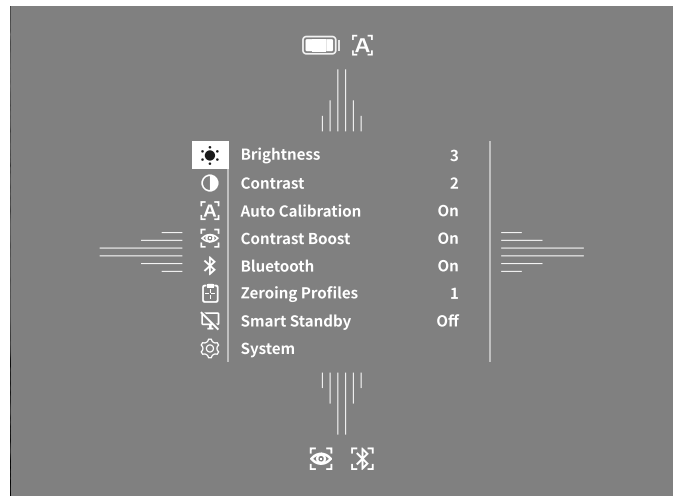 [A]
Brightness 3
Contrast 2
[A] Auto Calibration On
Contrast Boost On
Bluetooth On
Zeroing Profiles 1
Smart Standby Off
System